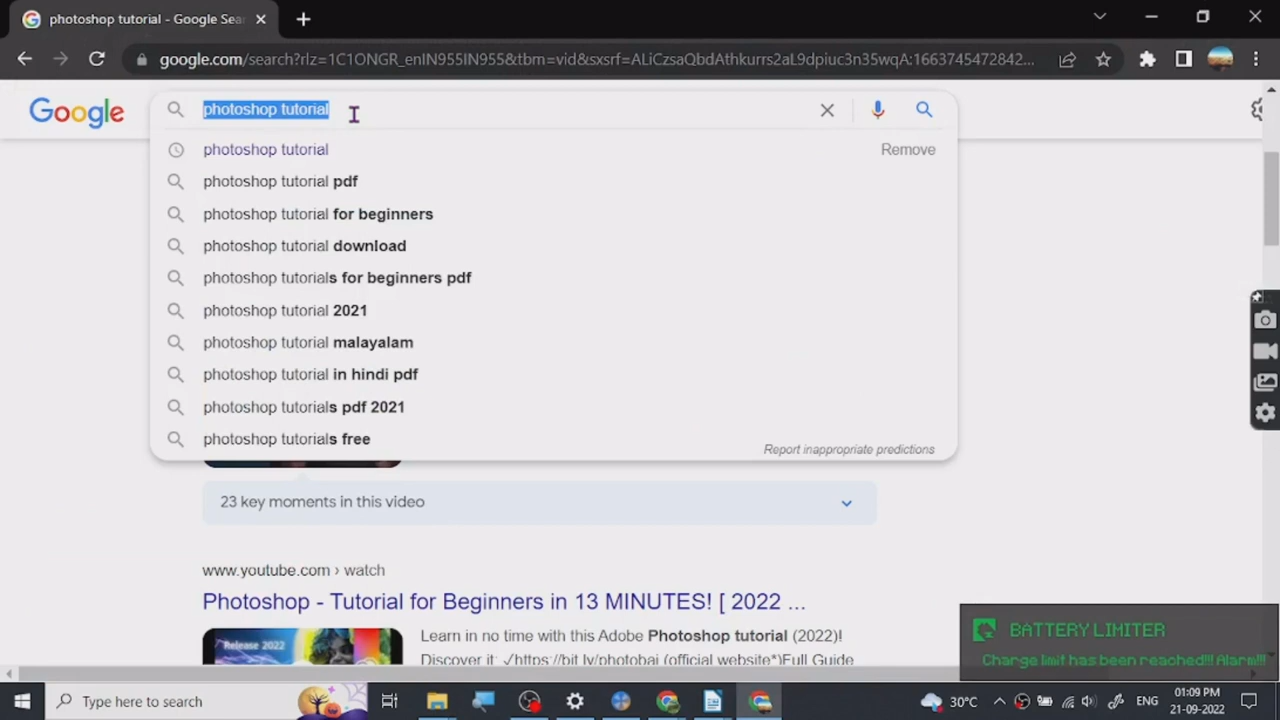 photoshop tutorial - Google Sea
google.com/search?rlz=1C1ONGR_enIN955IN955&tbm=vid&sxsrf=ALiCzsaQbdAthkurrs2aL9dpiuc3n35wqA:1663745472842...
Google
photoshop tutorial
photoshop tutorial
Remove
photoshop tutorial pdf
photoshop tutorial for beginners
photoshop tutorial download
photoshop tutorials for beginners pdf
photoshop tutorial 2021
photoshop tutorial malayalam
photoshop tutorial in hindi pdf
photoshop tutorials pdf 2021
photoshop tutorials free
Report inappropriate predictions
23 key moments in this video
www.youtube.com › watch
Photoshop - Tutorial for Beginners in 13 MINUTES! [ 2022 ...
Release 2022
Learn in no time with this Adobe Photoshop tutorial (2022)!
Discover it: ✓https://bit.ly/photobai (official website*)Full Guide
BATTERY LIMITER
Charge limit has been reached!!! Alarm!!!
Type here to search
30°C
ENG
01:09 PM
21-09-2022